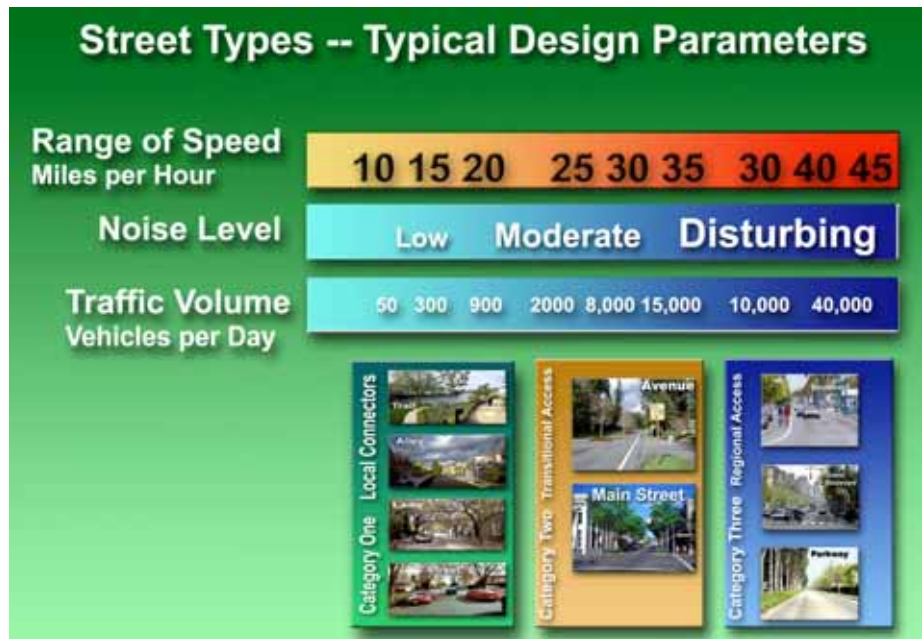 Street Types -- Typical Design Parameters
Range of Speed
Miles per Hour
10 15 20 25 30 35 30 40 45
Noise Level
Low Moderate Disturbing
Traffic Volume
Vehicles per Day
50 300 900 2000 8,000 15,000 10,000 40,000
Category One Local Connectors
Trail
Alley
Category Two Transitional Access
Avenue
Main Street
Category Three Regional Access
Parkway